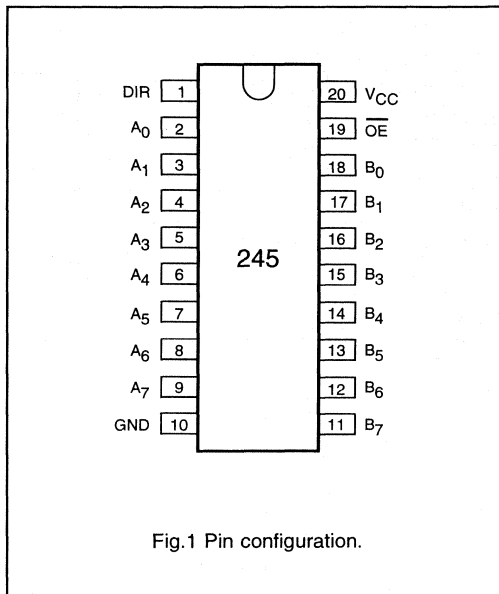 DIR 1 20 VCC
A0 2 19 OE
A1 3 18 B0
A2 4 17 B1
A3 5 16 B2
245
A4 6 15 B3
A5 7 14 B4
A6 8 13 B5
A7 9 12 B6
GND 10 11 B7
Fig.1 Pin configuration.